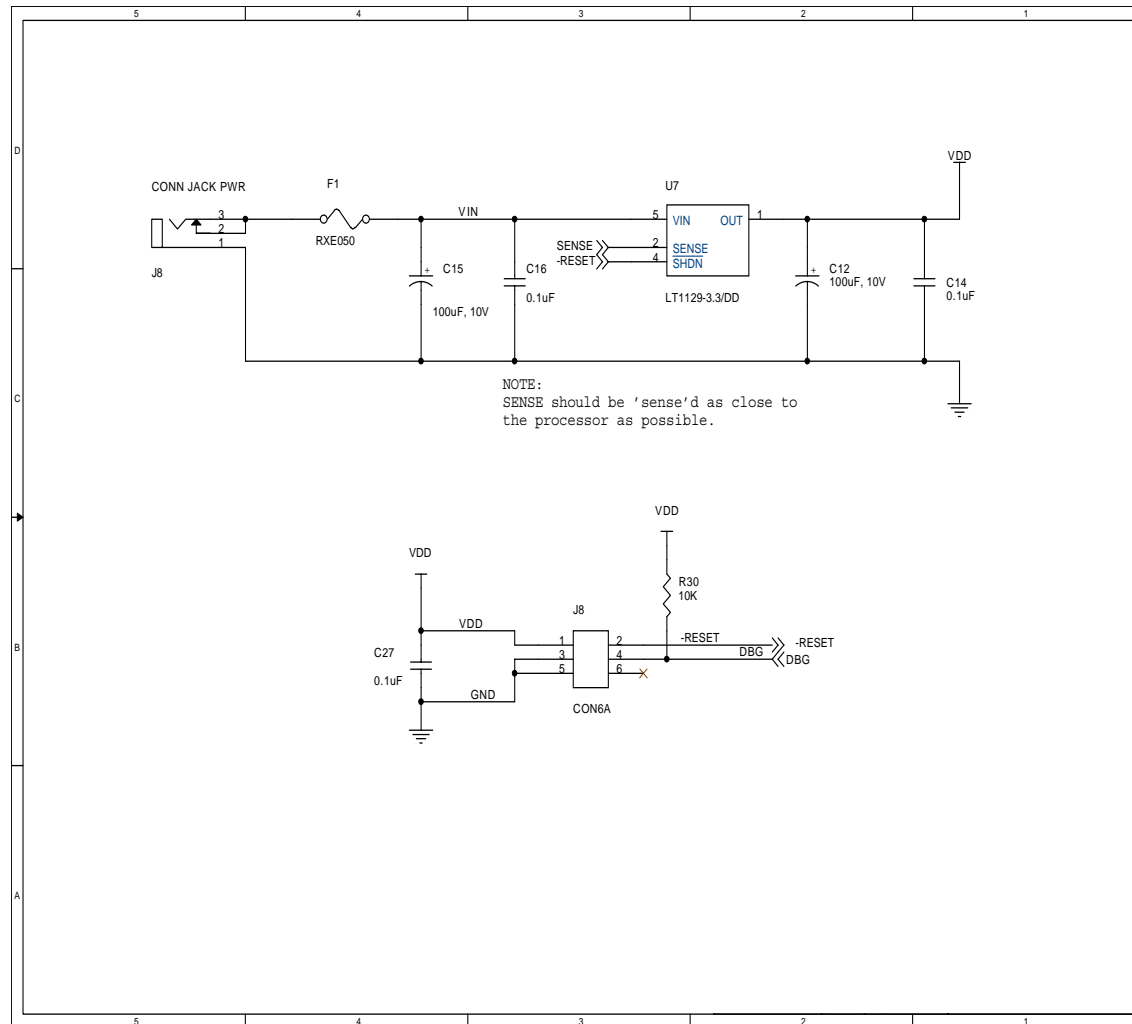 5 4 3 2 1
D
VDD
CONN JACK PWR
F1
U7
3
2
1
VIN
5 VIN OUT 1
RXE050
SENSE 2 SENSE
-RESET 4 SHDN
J8
+ C15
100uF, 10V
C16
0.1uF
LT1129-3.3/DD
+ C12
100uF, 10V
C14
0.1uF
C
NOTE:
SENSE should be 'sense'd as close to
the processor as possible.
VDD
VDD
R30
10K
J8
B
VDD
1 2 -RESET -RESET
3 4 DBG DBG
5 6
C27
0.1uF
GND
CON6A
A
5 4 3 2 1